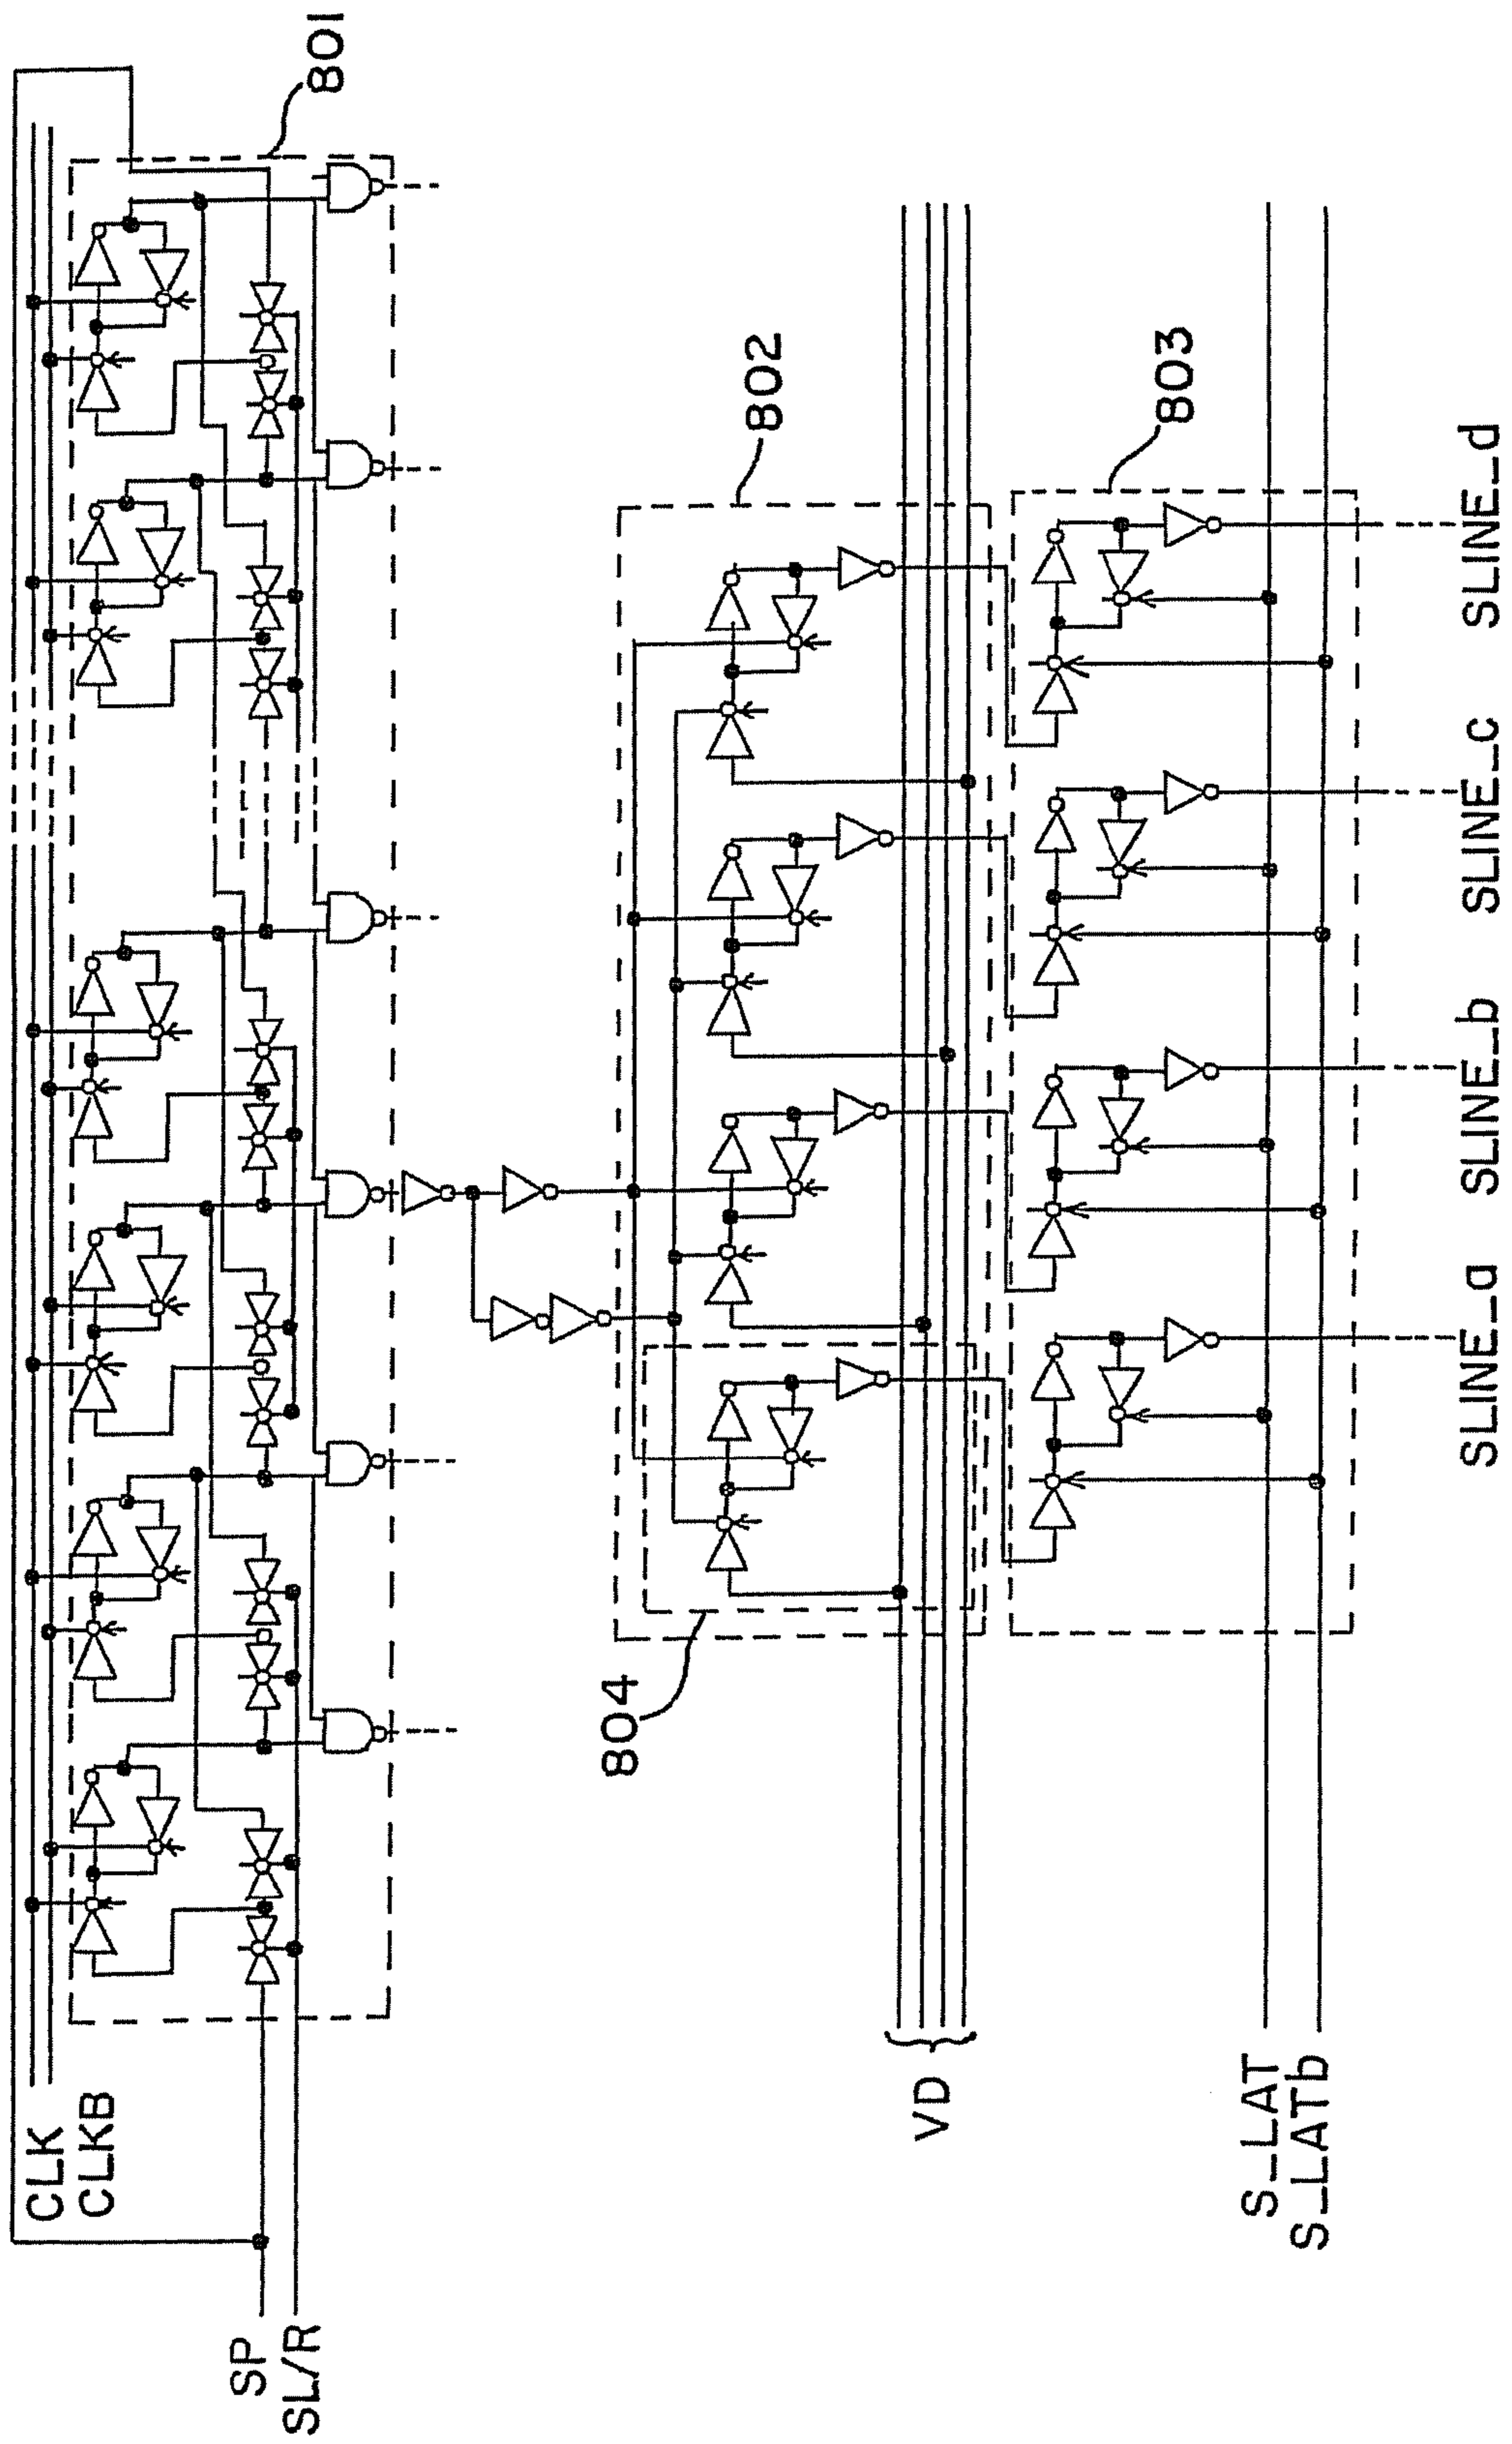 CLK
CLKB
SP
SL/R
801
802
803
804
VD
S_LAT
S_LATb
SLINE_a
SLINE_b
SLINE_c
SLINE_d